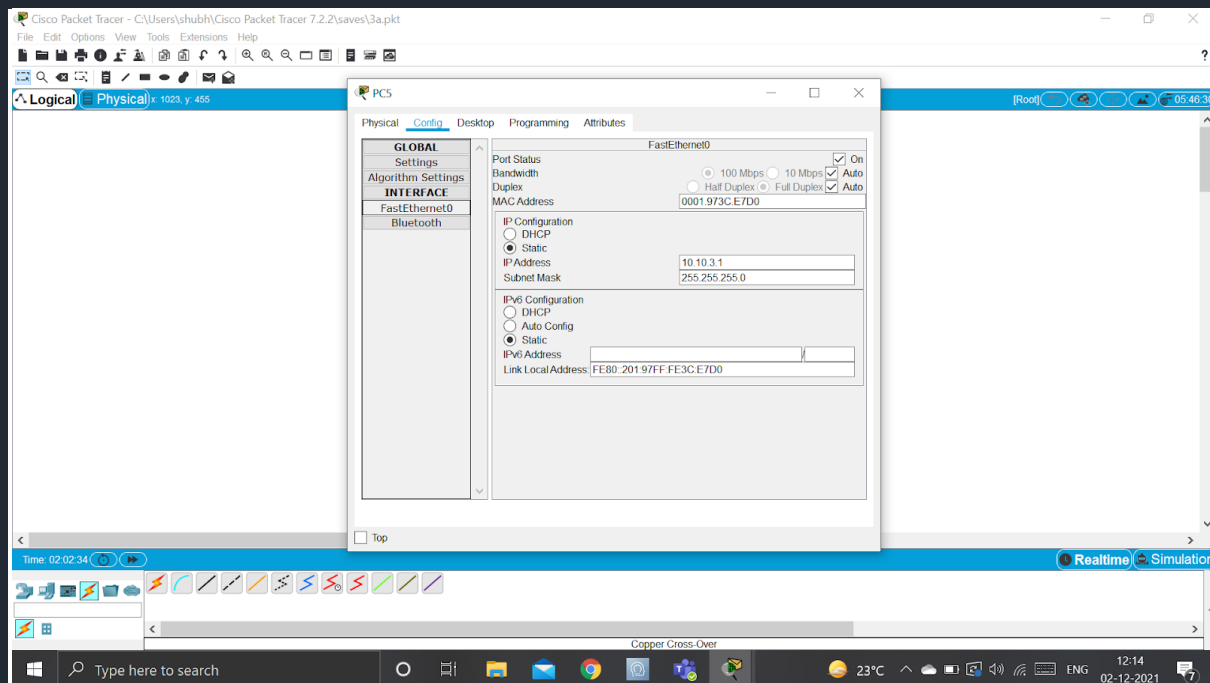 Cisco Packet Tracer - C:\Users\shubh\Cisco Packet Tracer 7.2.2\saves\3a.pkt
File Edit Options View Tools Extensions Help
?
Logical Physical x: 1023, y: 455
[Root] 05:46:30
PC5
Physical Config Desktop Programming Attributes
GLOBAL
Settings
Algorithm Settings
INTERFACE
FastEthernet0
Bluetooth
FastEthernet0
Port Status On
Bandwidth 100 Mbps 10 Mbps Auto
Duplex Half Duplex Full Duplex Auto
MAC Address 0001.973C.E7D0
IP Configuration
DHCP
Static
IP Address 10.10.3.1
Subnet Mask 255.255.255.0
IPv6 Configuration
DHCP
Auto Config
Static
IPv6 Address /
Link Local Address: FE80::201:97FF:FE3C:E7D0
Top
Time: 02:02:34
Realtime Simulation
Copper Cross-Over
Type here to search
23°C ENG
12:14
02-12-2021
7